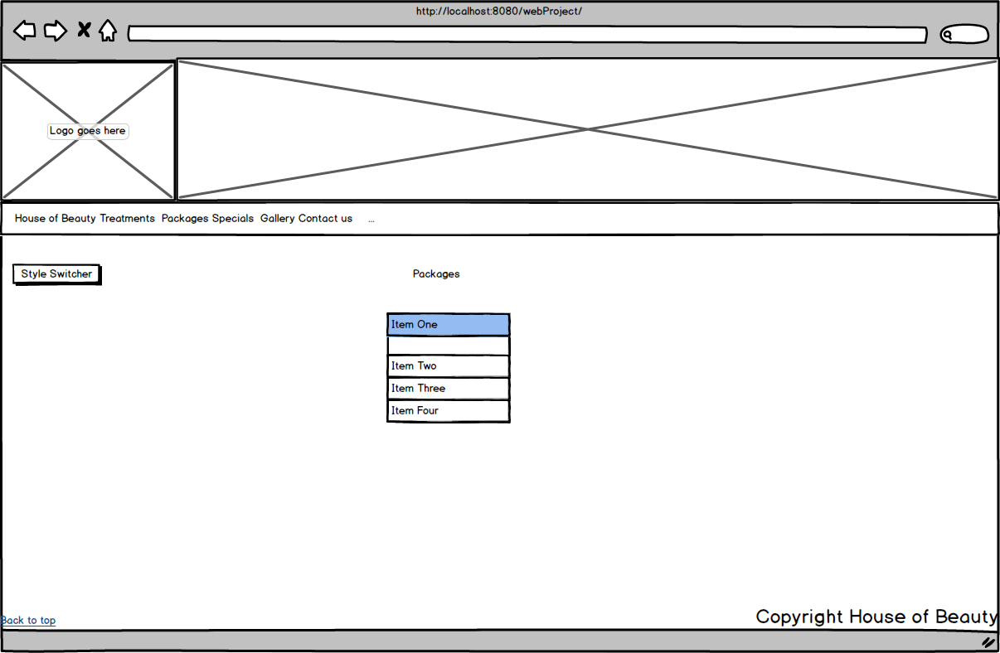 http://localhost:8080/webProject/
Logo goes here
House of Beauty Treatments Packages Specials Gallery Contact us ...
Style Switcher
Packages
Item One
Item Two
Item Three
Item Four
Back to top
Copyright House of Beauty